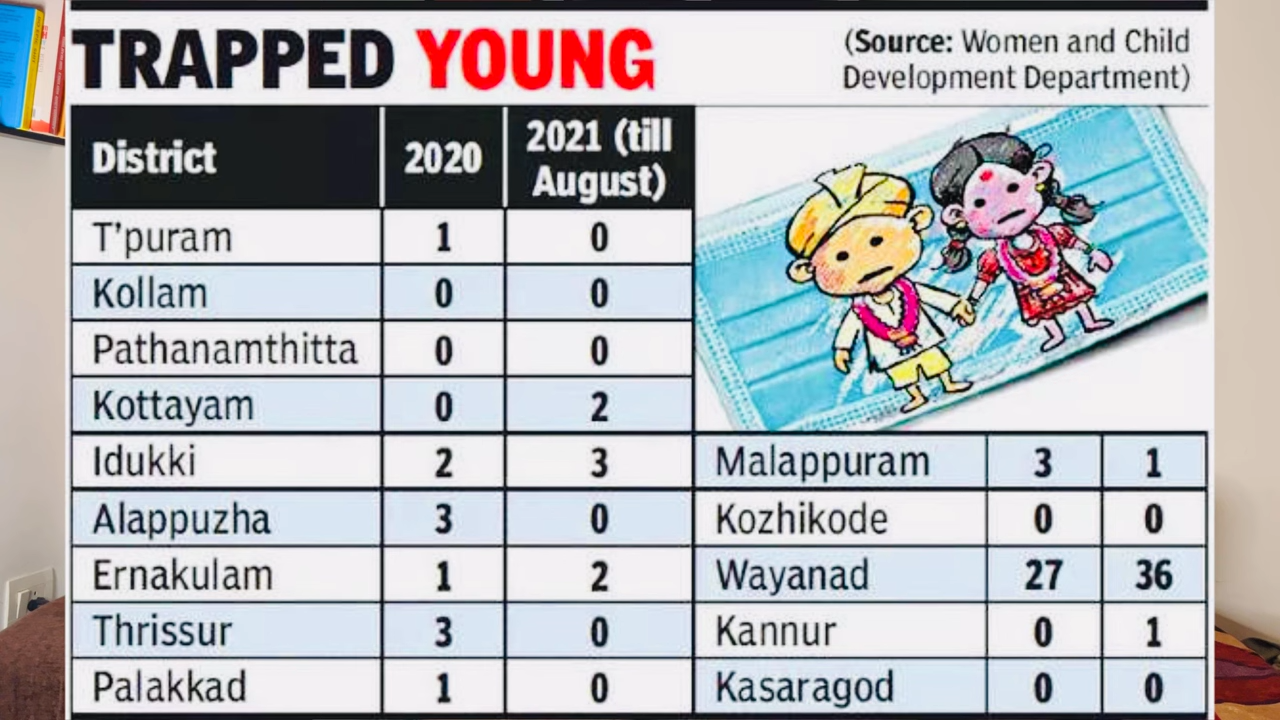 TRAPPED YOUNG
(Source: Women and Child
Development Department)
District 2020 2021 (till
August)
T'puram 1 0
Kollam 0 0
Pathanamthitta 0 0
Kottayam 0 2
Idukki 2 3
Alappuzha 3 0
Ernakulam 1 2
Thrissur 3 0
Palakkad 1 0
Malappuram 3 1
Kozhikode 0 0
Wayanad 27 36
Kannur 0 1
Kasaragod 0 0